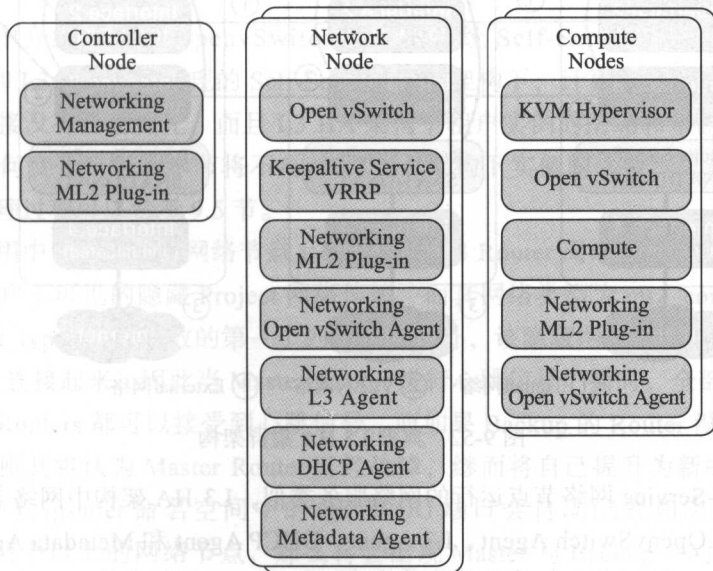 Controller
Node
Networking
Management
Networking
ML2 Plug-in
Network
Node
Open vSwitch
Keepaltive Service
VRRP
Networking
ML2 Plug-in
Networking
Open vSwitch Agent
Networking
L3 Agent
Networking
DHCP Agent
Networking
Metadata Agent
Compute
Nodes
KVM Hypervisor
Open vSwitch
Compute
Networking
ML2 Plug-in
Networking
Open vSwitch Agent